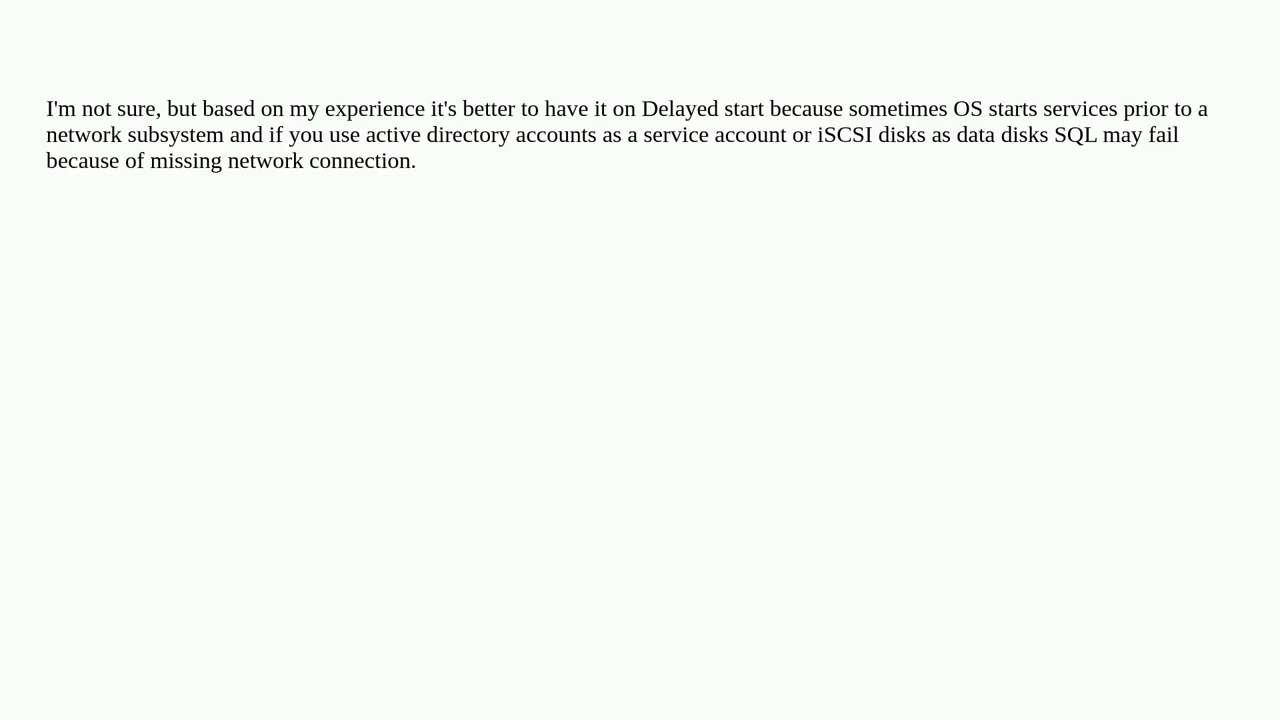 I'm not sure, but based on my experience it's better to have it on Delayed start because sometimes OS starts services prior to a
network subsystem and if you use active directory accounts as a service account or iSCSI disks as data disks SQL may fail
because of missing network connection.